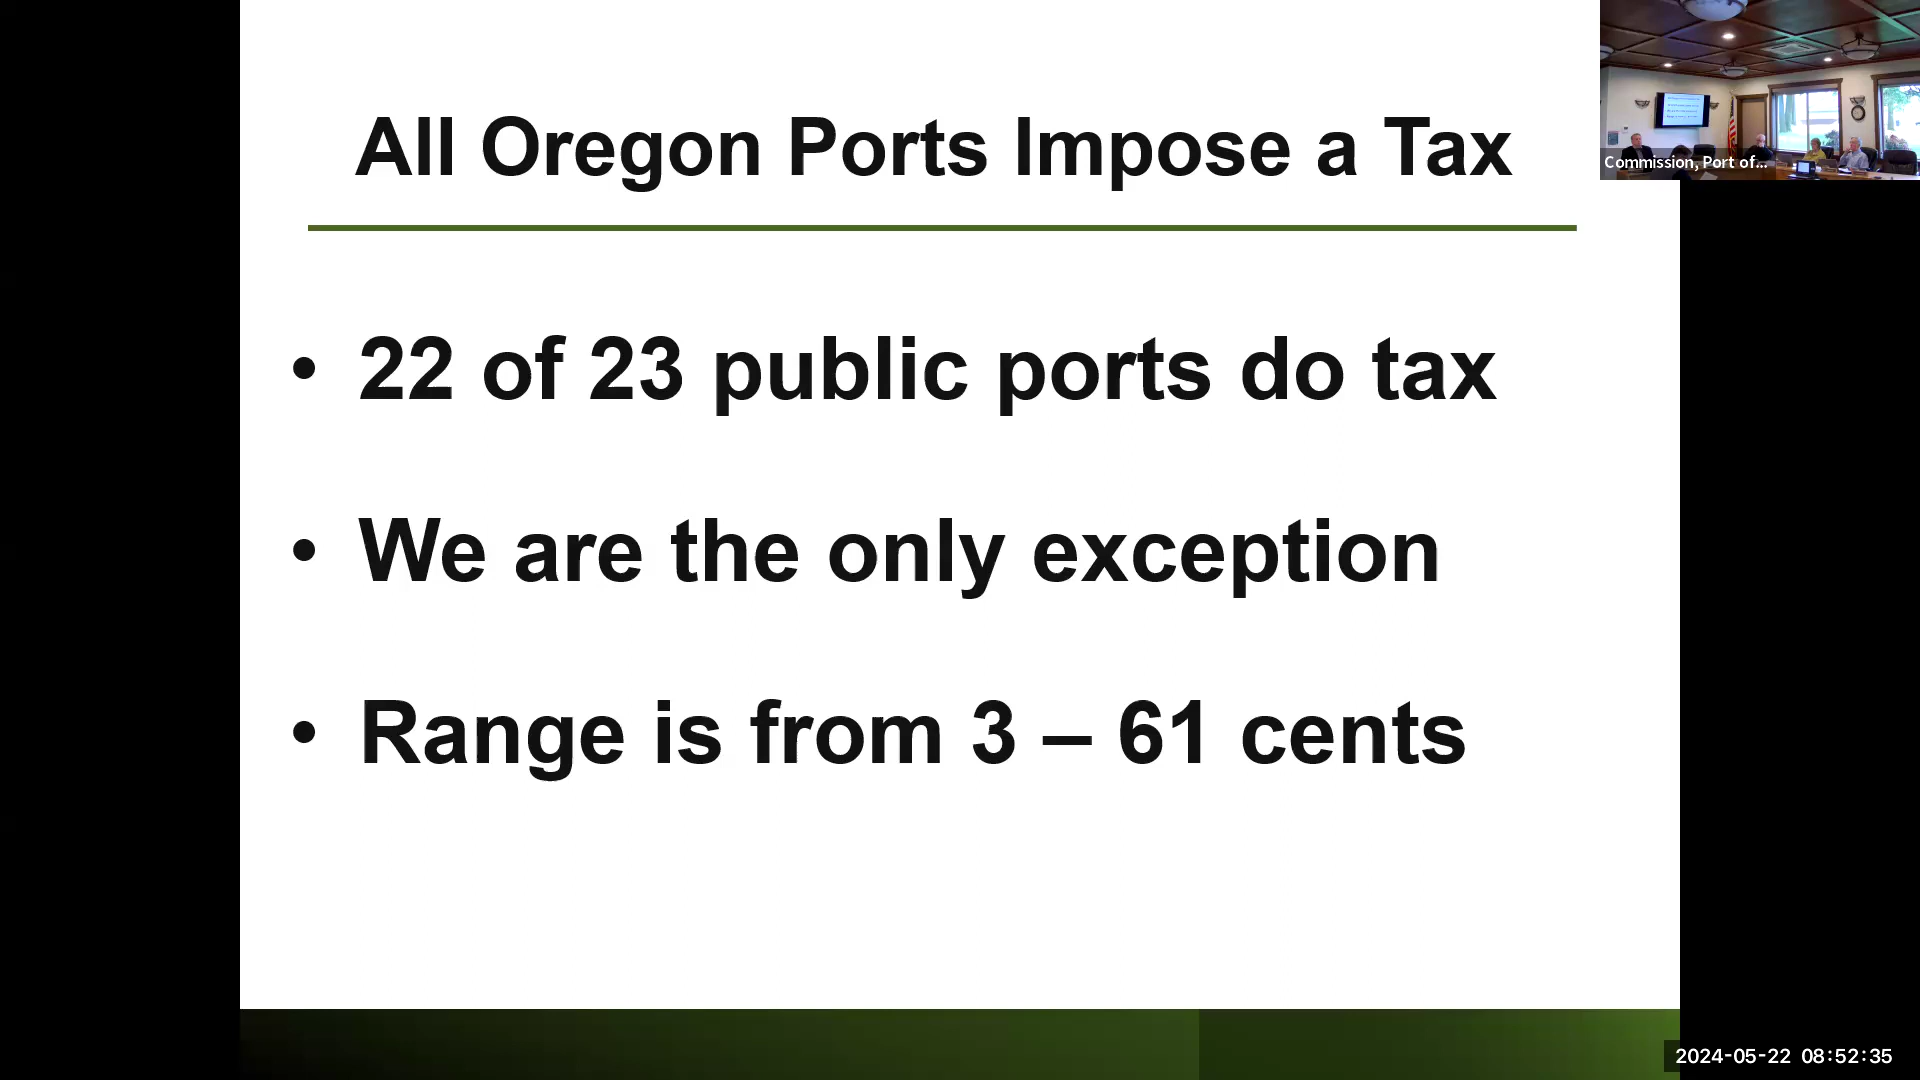 All Oregon Ports Impose a Tax
• 22 of 23 public ports do tax
• We are the only exception
• Range is from 3 – 61 cents
Commission, Port of...
2024-05-22 08:52:35